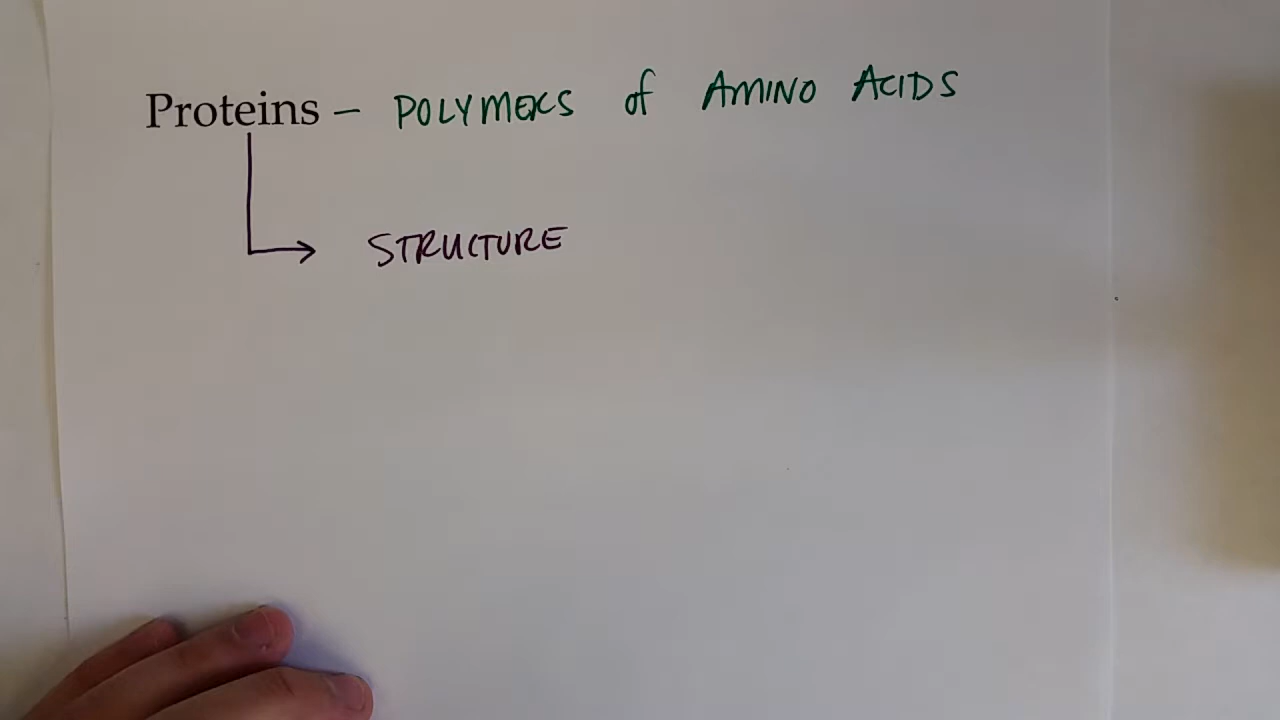 Proteins - POLYMERS of AMINO ACIDS
STRUCTURE